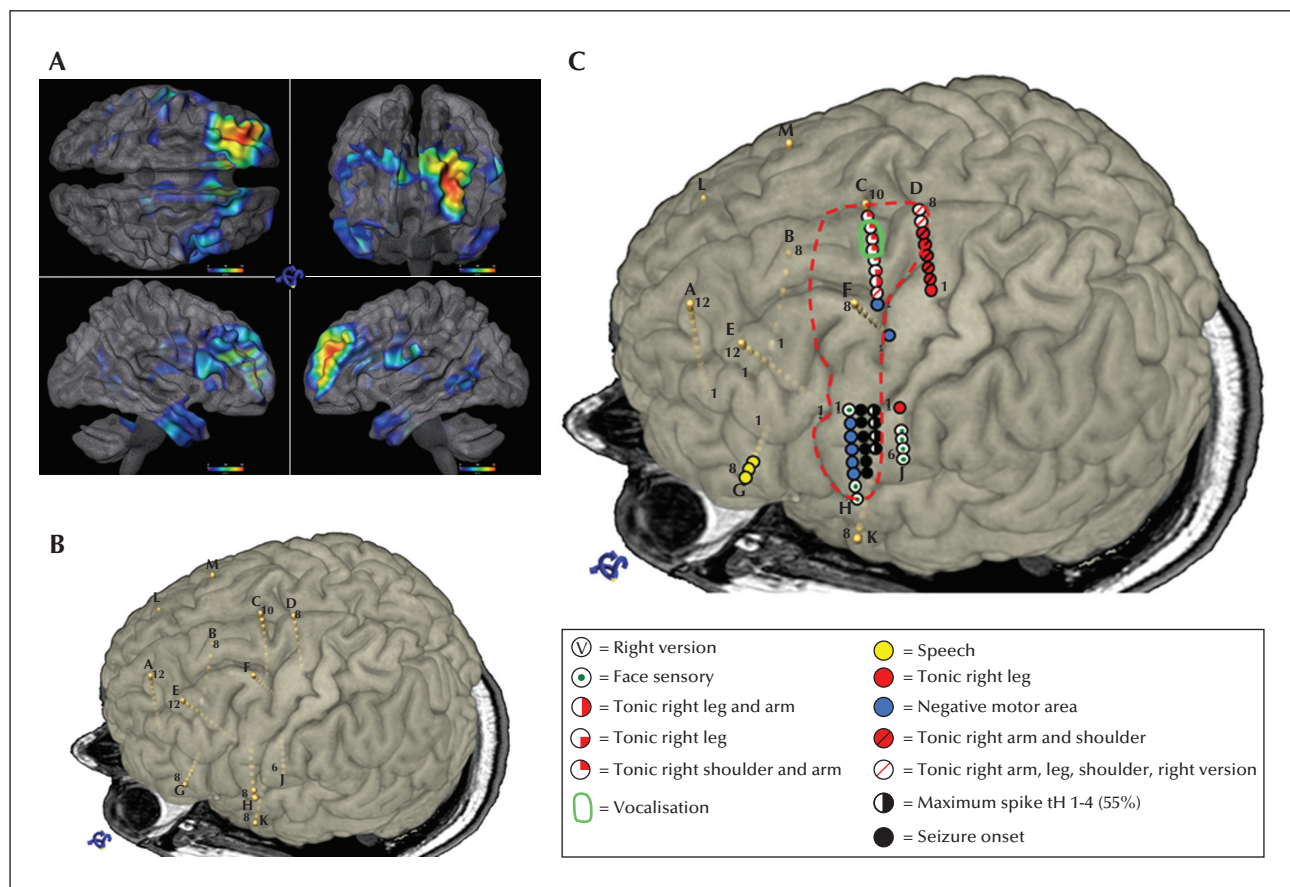 A
B
M
L
C
10
D
8
B
8
A
12
F
E
12
6
J
8
G
8
H
8
K
C
M
L
C
10
D
8
B
8
A
12
F
8
1
E
12
1
1
1
1
1
1
1
8
G
6
J
H
8
K
V = Right version
= Face sensory
= Tonic right leg and arm
= Tonic right leg
= Tonic right shoulder and arm
= Vocalisation
= Speech
= Tonic right leg
= Negative motor area
= Tonic right arm and shoulder
= Tonic right arm, leg, shoulder, right version
= Maximum spike tH 1-4 (55%)
= Seizure onset